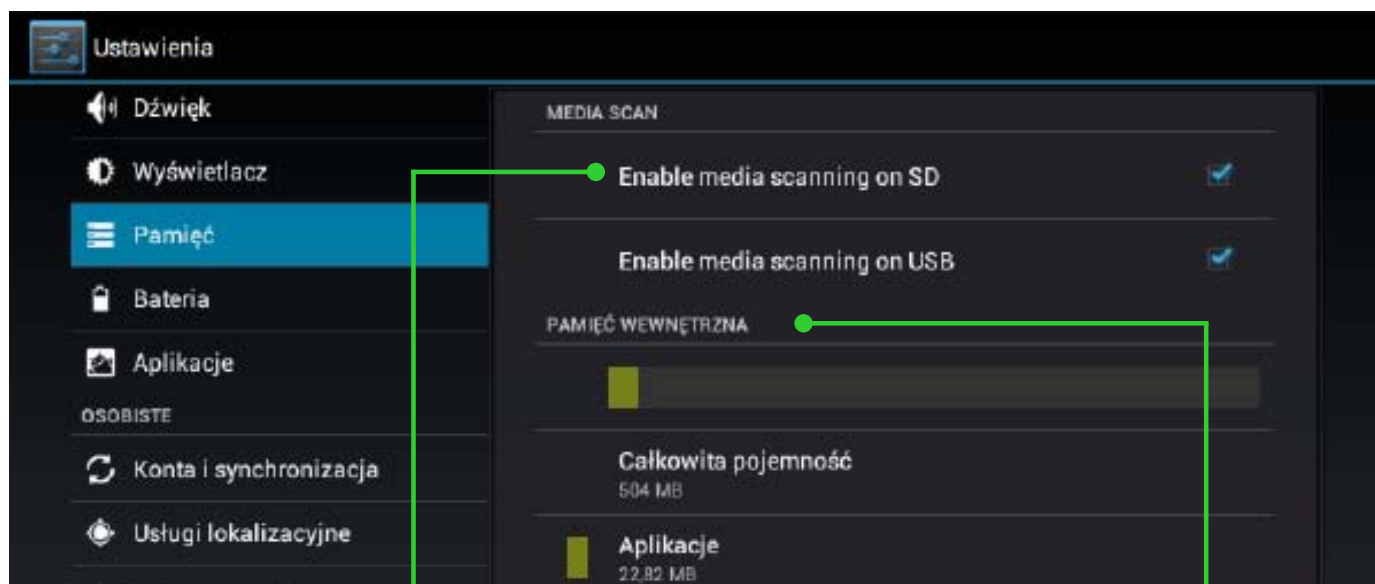 Ustawienia
Dźwięk
Wyświetlacz
Pamięć
Bateria
Aplikacje
OSOBISTE
Konta i synchronizacja
Usługi lokalizacyjne
MEDIA SCAN
Enable media scanning on SD
Enable media scanning on USB
PAMIĘĆ WEWNĘTRZNA
Całkowita pojemność
504 MB
Aplikacje
22,82 MB